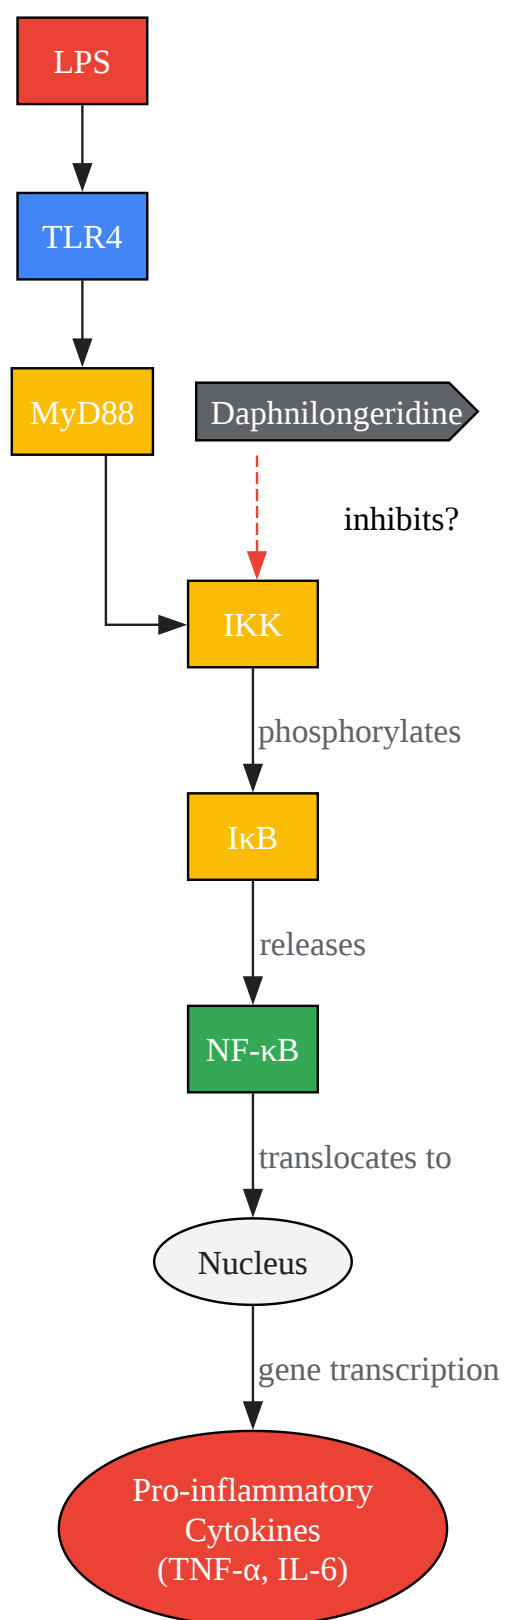 LPS
TLR4
MyD88
Daphnilongeridine
inhibits?
IKK
phosphorylates
IκB
releases
NF-κB
translocates to
Nucleus
gene transcription
Pro-inflammatory
Cytokines
(TNF-α, IL-6)